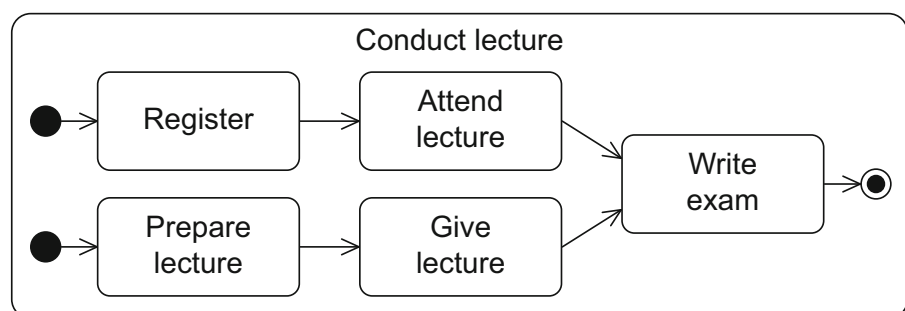 Conduct lecture
Register
Attend
lecture
Write
exam
Prepare
lecture
Give
lecture